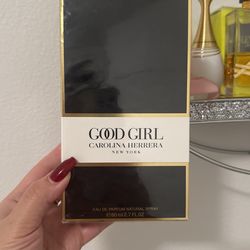 GOOD GIRL
CAROLINA HERRERA
NEW YORK
EAU DE PARFUM NATURAL SPRAY
℮ 80 ml 2.7 FL.OZ